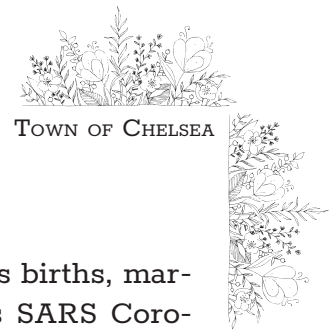 Town of Chelsea
s births, mar-
s SARS Coro-